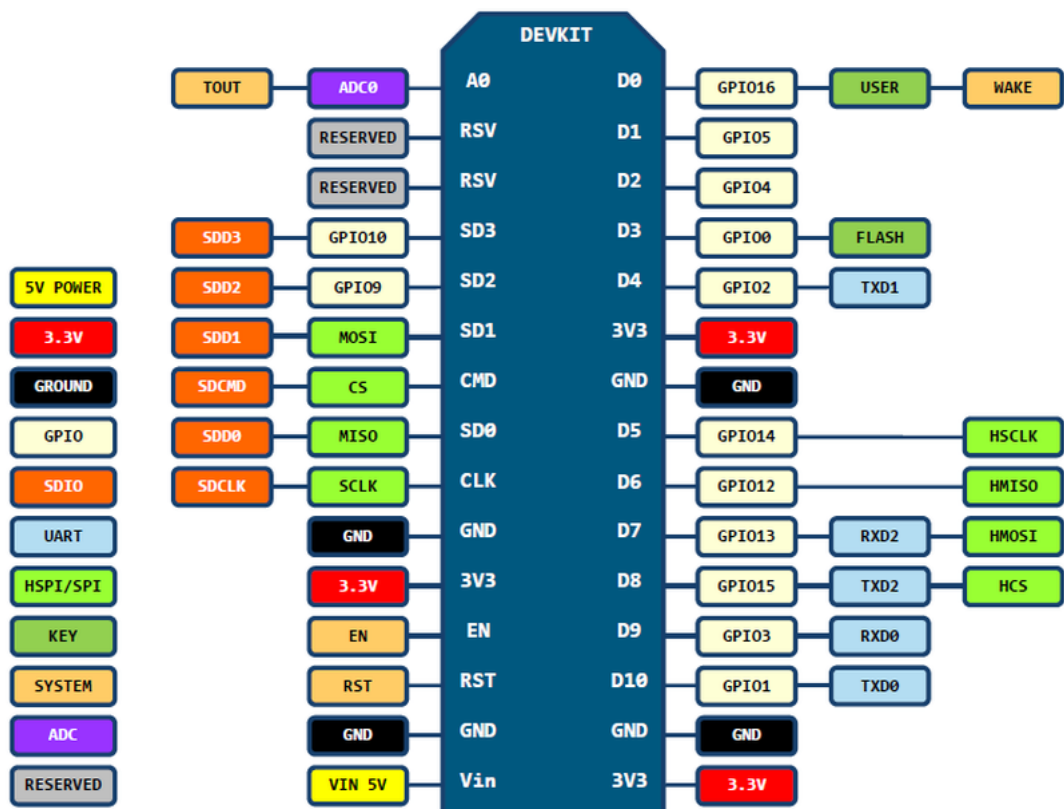 DEVKIT
TOUT ADC0 A0 D0 GPIO16 USER WAKE
RESERVED RSV D1 GPIO5
RESERVED RSV D2 GPIO4
SDD3 GPIO10 SD3 D3 GPIO0 FLASH
5V POWER SDD2 GPIO9 SD2 D4 GPIO2 TXD1
3.3V SDD1 MOSI SD1 3V3 3.3V
GROUND SDCMD CS CMD GND GND
GPIO SDD0 MISO SD0 D5 GPIO14 HSCLK
SDIO SDCLK SCLK CLK D6 GPIO12 HMISO
UART GND GND D7 GPIO13 RXD2 HMOSI
HSPI/SPI 3.3V 3V3 D8 GPIO15 TXD2 HCS
KEY EN EN D9 GPIO3 RXD0
SYSTEM RST RST D10 GPIO1 TXD0
ADC GND GND GND GND
RESERVED VIN 5V Vin 3V3 3.3V